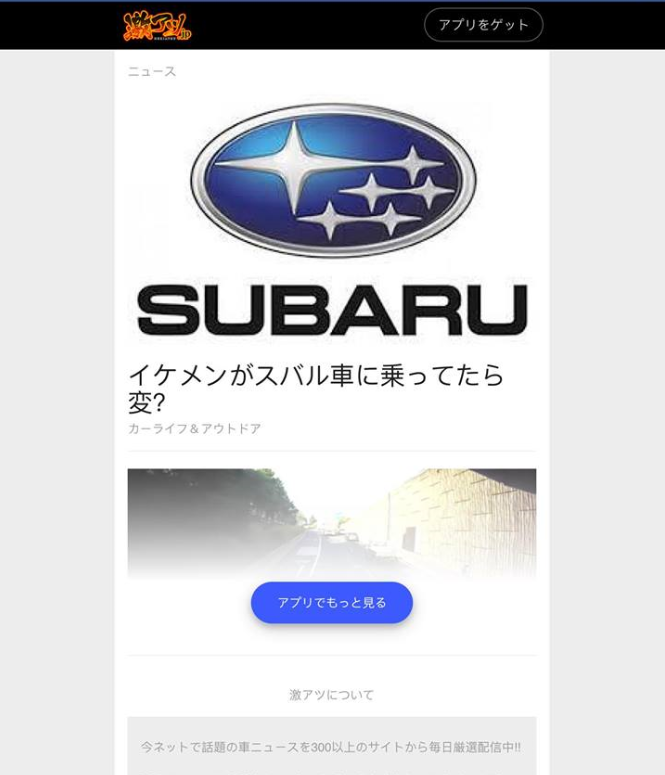 激アツ!JP
アプリをゲット
ニュース
SUBARU
イケメンがスバル車に乗ってたら
変?
カーライフ＆アウトドア
アプリでもっと見る
激アツについて
今ネットで話題の車ニュースを300以上のサイトから毎日厳選配信中!!